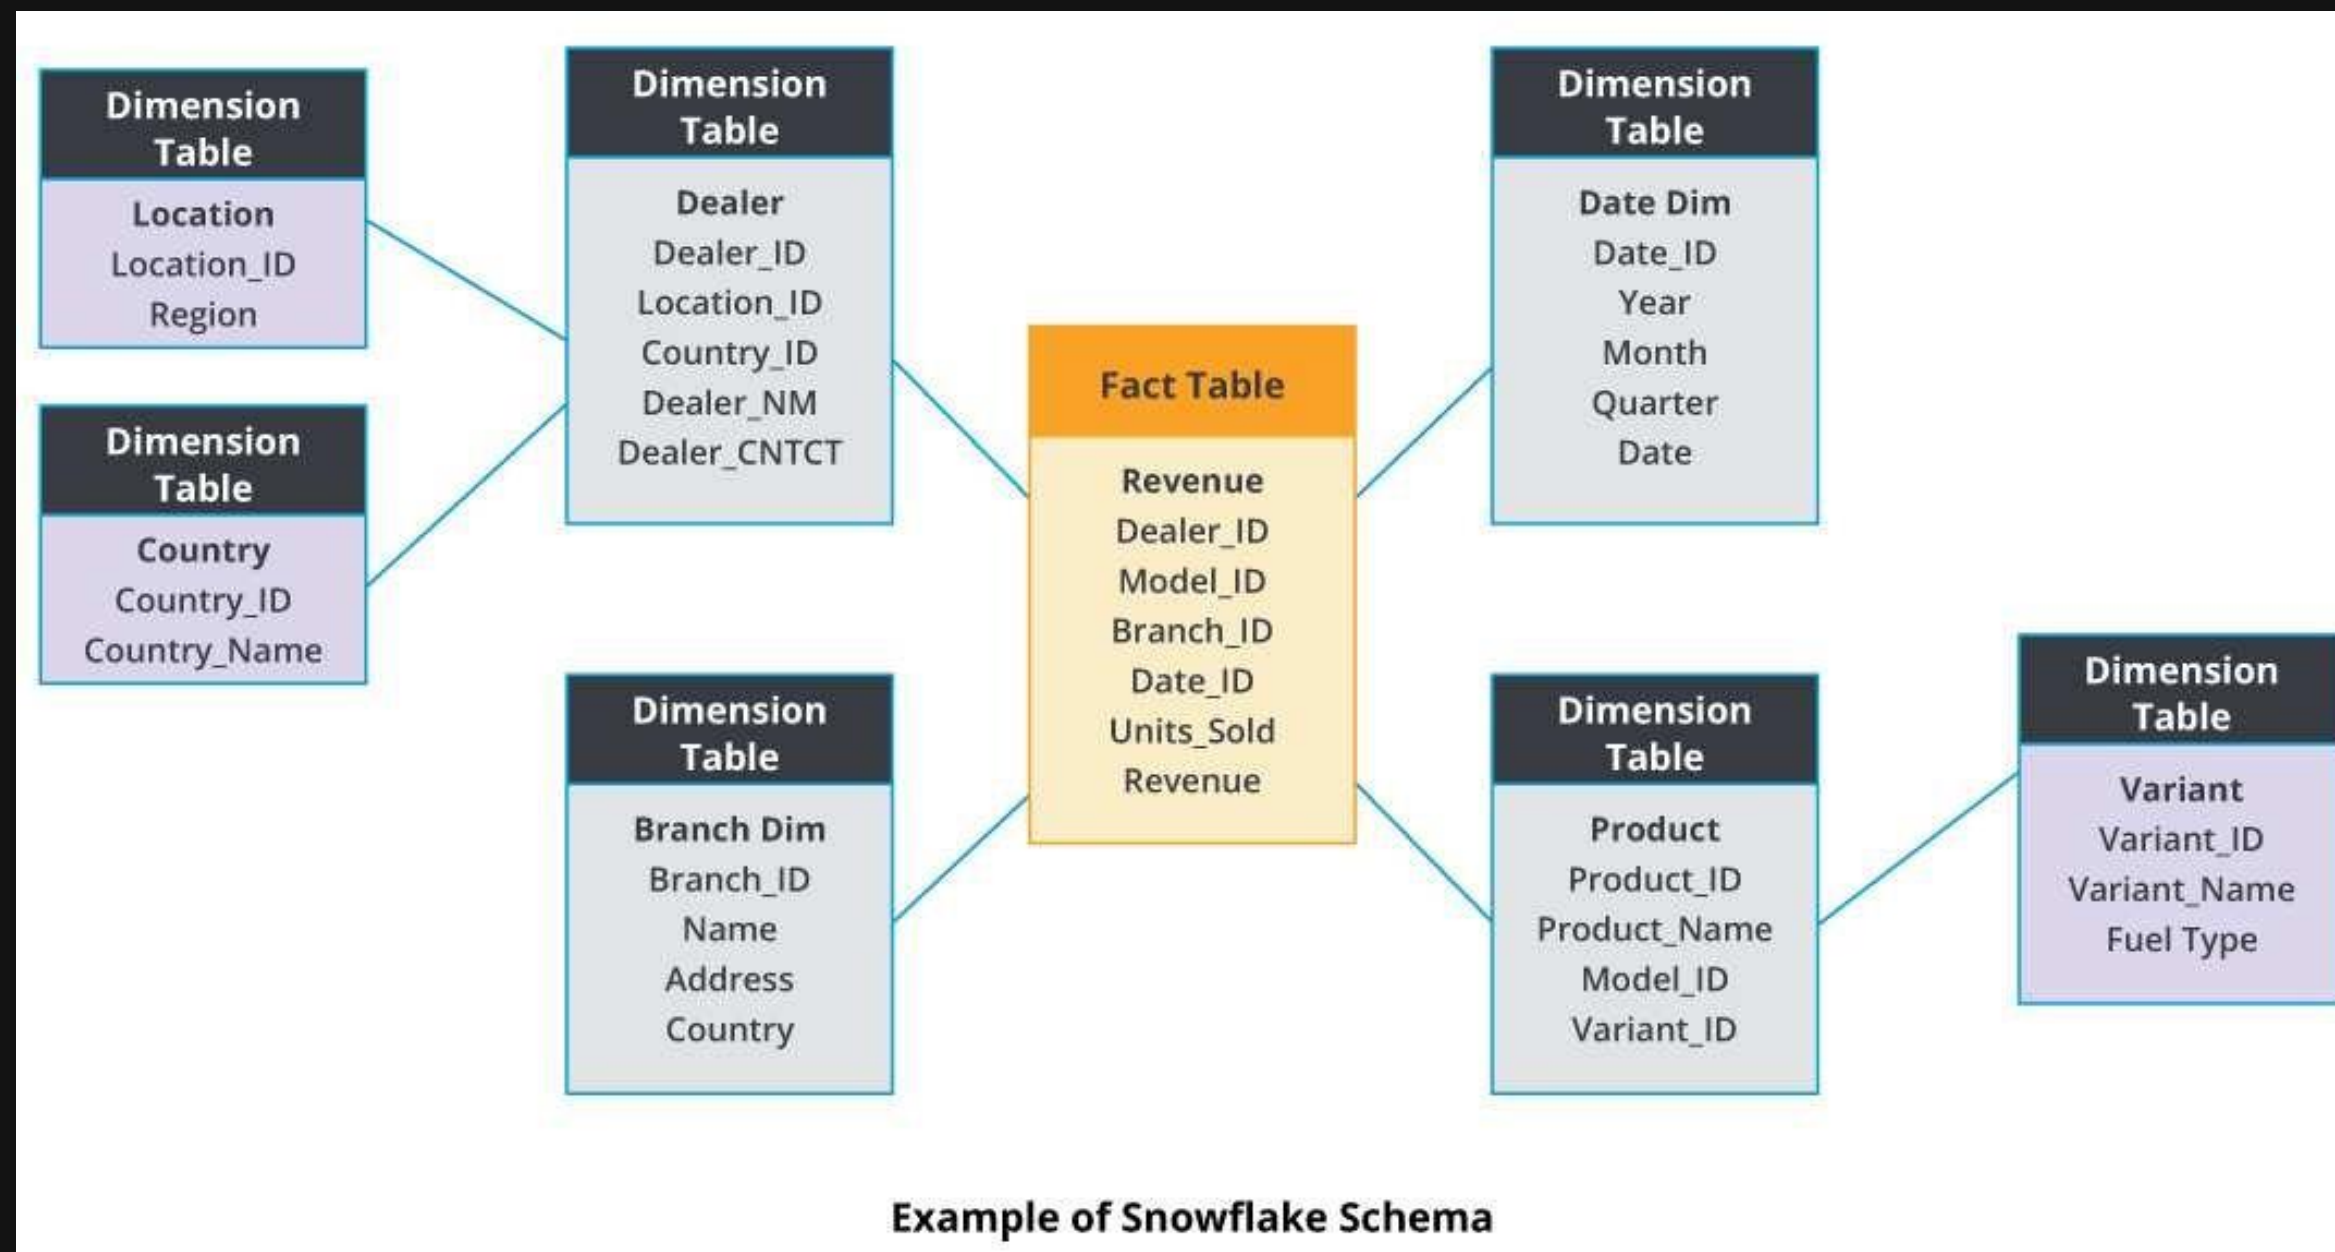 Dimension
Table
Location
Location_ID
Region
Dimension
Table
Country
Country_ID
Country_Name
Dimension
Table
Dealer
Dealer_ID
Location_ID
Country_ID
Dealer_NM
Dealer_CNTCT
Dimension
Table
Branch Dim
Branch_ID
Name
Address
Country
Fact Table
Revenue
Dealer_ID
Model_ID
Branch_ID
Date_ID
Units_Sold
Revenue
Dimension
Table
Date Dim
Date_ID
Year
Month
Quarter
Date
Dimension
Table
Product
Product_ID
Product_Name
Model_ID
Variant_ID
Dimension
Table
Variant
Variant_ID
Variant_Name
Fuel Type
Example of Snowflake Schema